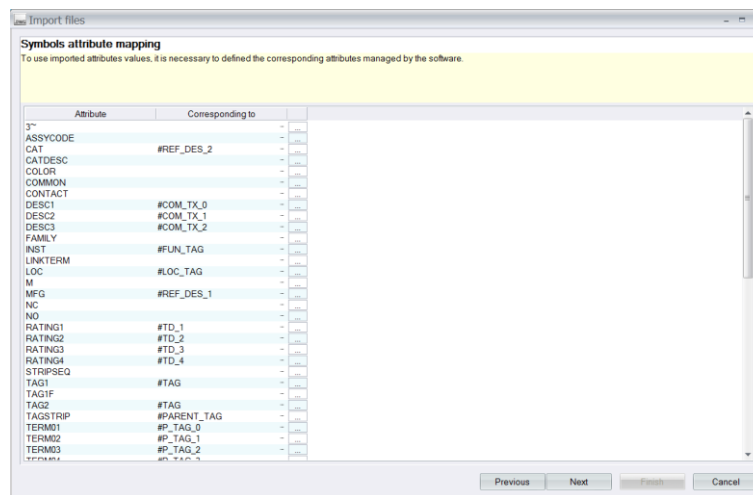 Import files
Symbols attribute mapping
To use imported attributes values, it is necessary to defined the corresponding attributes managed by the software.
Attribute Corresponding to
3~ - ...
ASSYCODE - ...
CAT #REF_DES_2 - ...
CATDESC - ...
COLOR - ...
COMMON - ...
CONTACT - ...
DESC1 #COM_TX_0 - ...
DESC2 #COM_TX_1 - ...
DESC3 #COM_TX_2 - ...
FAMILY - ...
INST #FUN_TAG - ...
LINKTERM - ...
LOC #LOC_TAG - ...
M - ...
MFG #REF_DES_1 - ...
NC - ...
NO - ...
RATING1 #TD_1 - ...
RATING2 #TD_2 - ...
RATING3 #TD_3 - ...
RATING4 #TD_4 - ...
STRIPSEQ - ...
TAG1 #TAG - ...
TAG1F - ...
TAG2 #TAG - ...
TAGSTRIP #PARENT_TAG - ...
TERM01 #P_TAG_0 - ...
TERM02 #P_TAG_1 - ...
TERM03 #P_TAG_2 - ...
TERM04 #P_TAG_3 - ...
Previous Next Finish Cancel